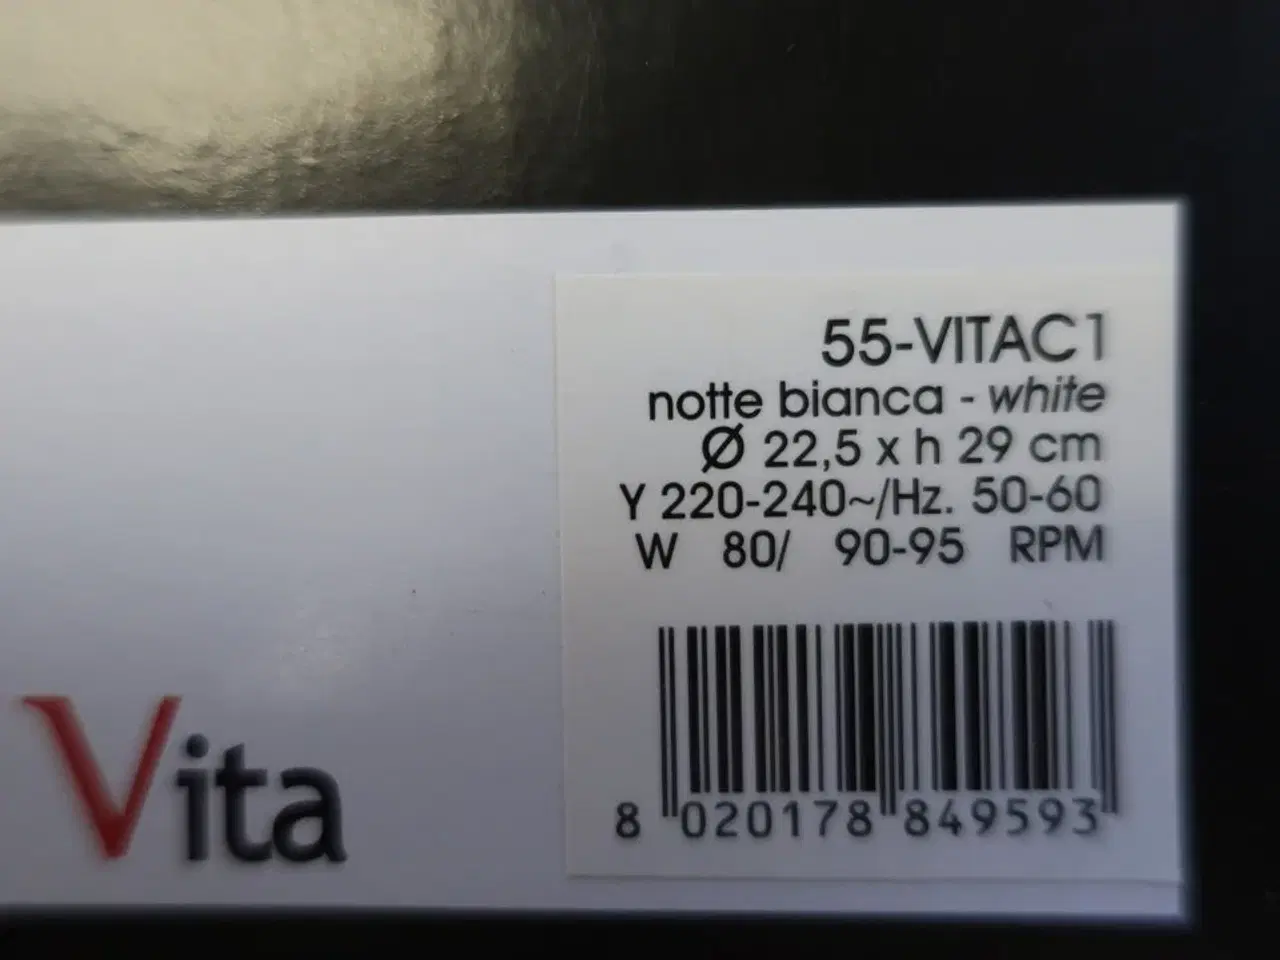 55-VITAC1
notte bianca - white
Ø 22,5 x h 29 cm
Y 220-240~/Hz. 50-60
W 80/ 90-95 RPM
8 020178 849593
Vita